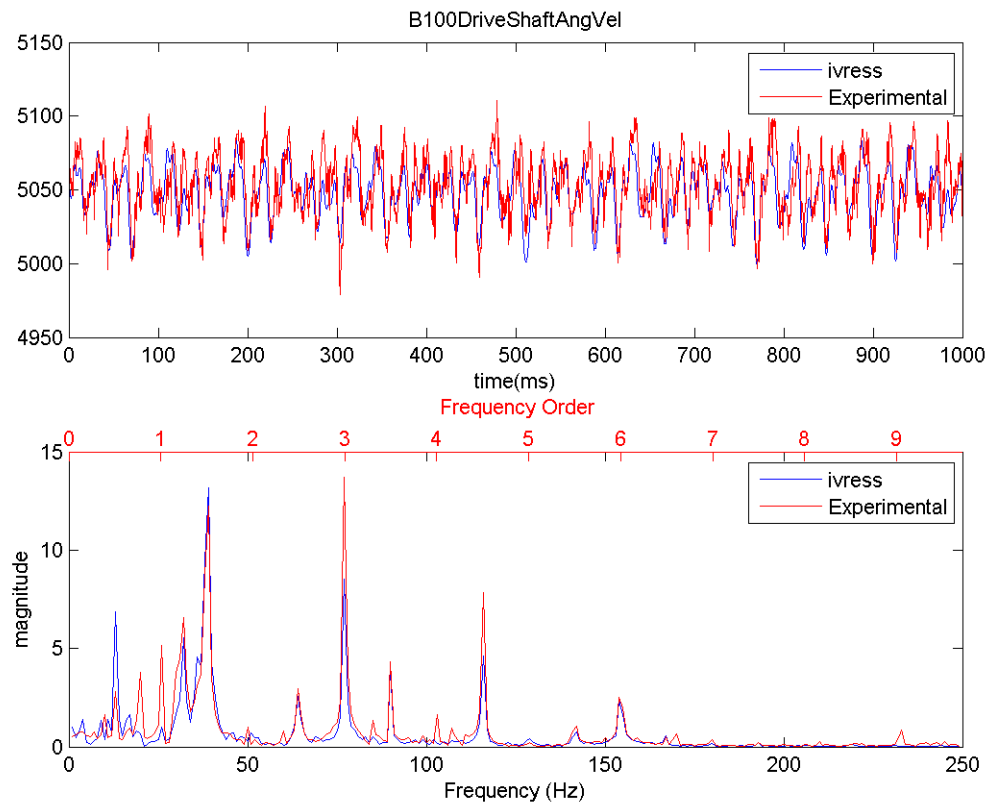 B100DriveShaftAngVel
5150
5100
5050
5000
4950
ivress
Experimental
0 100 200 300 400 500 600 700 800 900 1000
time(ms)
Frequency Order
0 1 2 3 4 5 6 7 8 9
15
10
5
0
magnitude
ivress
Experimental
0 50 100 150 200 250
Frequency (Hz)